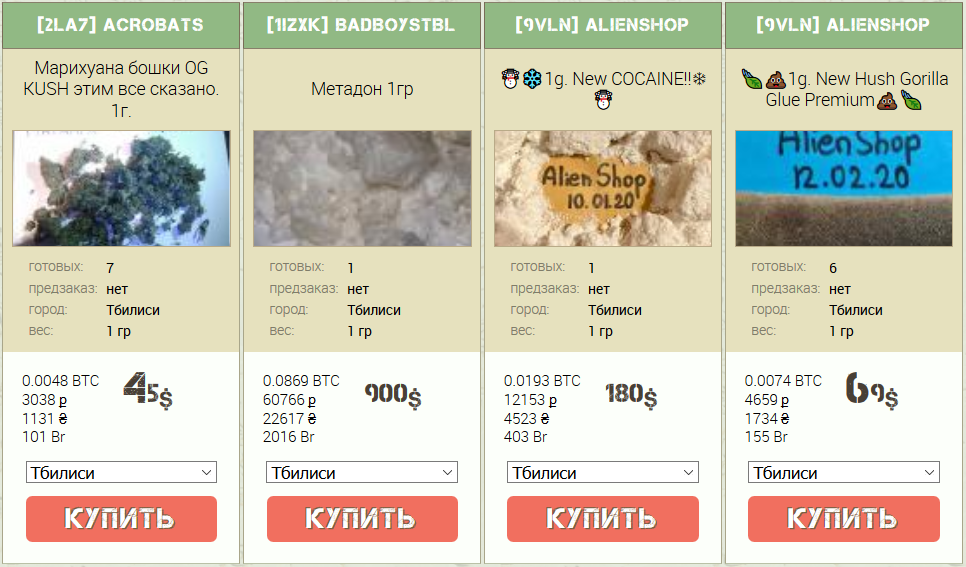 [2LA7] ACROBATS
Марихуана бошки OG
KUSH этим все сказано.
1г.
готовых: 7
предзаказ: нет
город: Тбилиси
вес: 1 гр
0.0048 BTC
3038 р
1131 ₴
101 Br
45$
Тбилиси
КУПИТЬ
[1IZXK] BADBOYSTBL
Метадон 1гр
готовых: 1
предзаказ: нет
город: Тбилиси
вес: 1 гр
0.0869 BTC
60766 р
22617 ₴
2016 Br
900$
Тбилиси
КУПИТЬ
[9VLN] ALIENSHOP
⛄❄1g. New COCAINE!!❄
⛄
Alien Shop
10.01.20
готовых: 1
предзаказ: нет
город: Тбилиси
вес: 1 гр
0.0193 BTC
12153 р
4523 ₴
403 Br
180$
Тбилиси
КУПИТЬ
[9VLN] ALIENSHOP
🍃💩1g. New Hush Gorilla
Glue Premium💩🍃
Alien Shop
12.02.20
готовых: 6
предзаказ: нет
город: Тбилиси
вес: 1 гр
0.0074 BTC
4659 р
1734 ₴
155 Br
69$
Тбилиси
КУПИТЬ